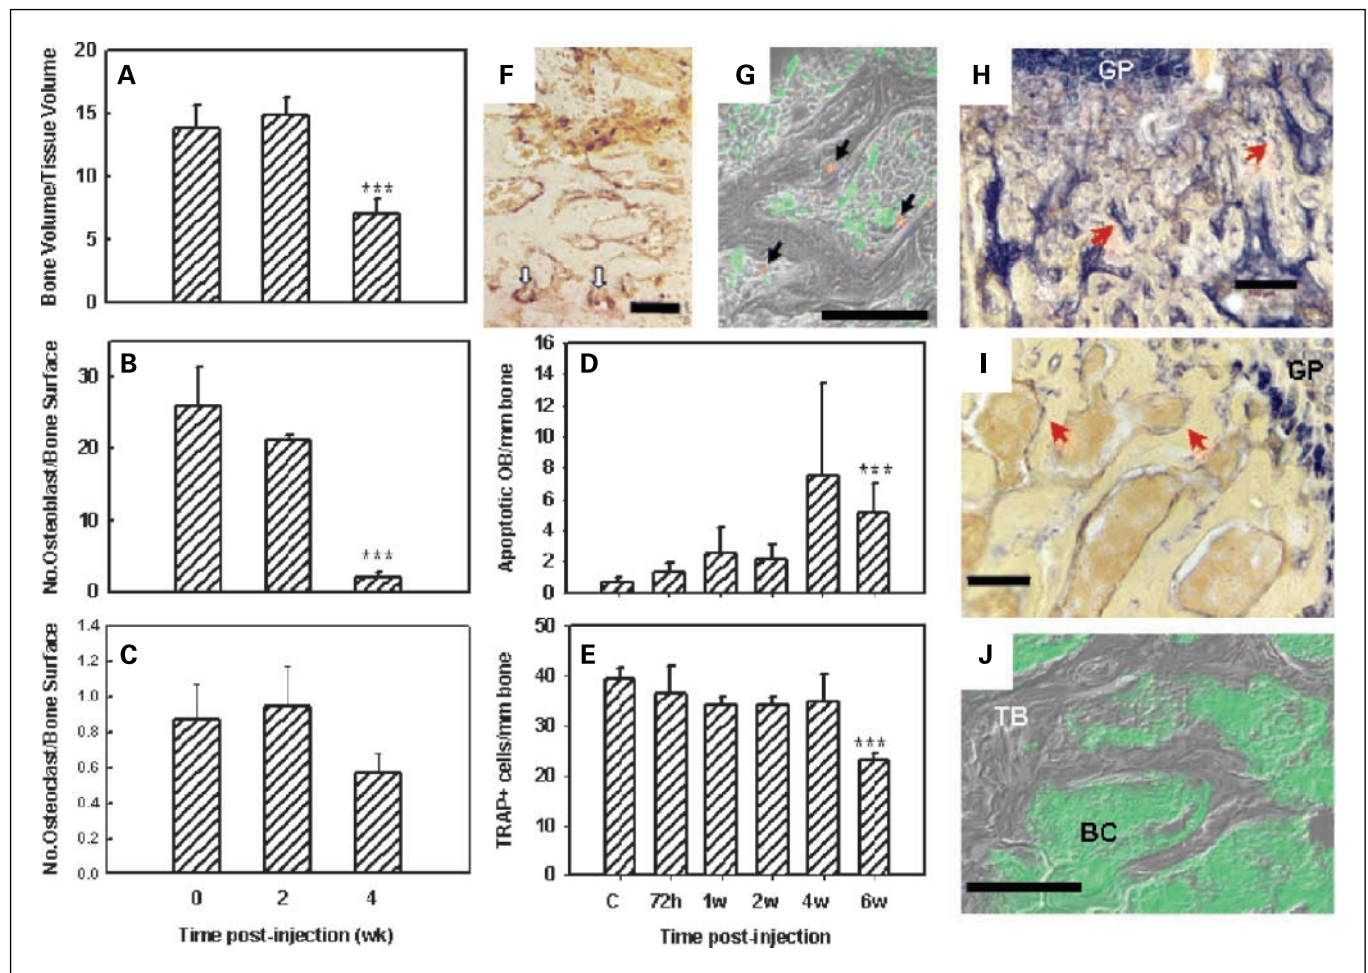 A
Bone Volume/Tissue Volume
20
15
10
5
0
***
B
No.Osteoblast/Bone Surface
30
20
10
0
***
C
No.Osteoclast/Bone Surface
1.4
1.2
1.0
0.8
0.6
0.4
0.2
0.0
0 2 4
Time post-injection (wk)
F
G
D
Apoptotic OB/mm bone
16
14
12
10
8
6
4
2
0
***
E
TRAP+ cells/mm bone
50
40
30
20
10
0
***
C 72h 1w 2w 4w 6w
Time post-injection
H
GP
I
GP
J
TB
BC